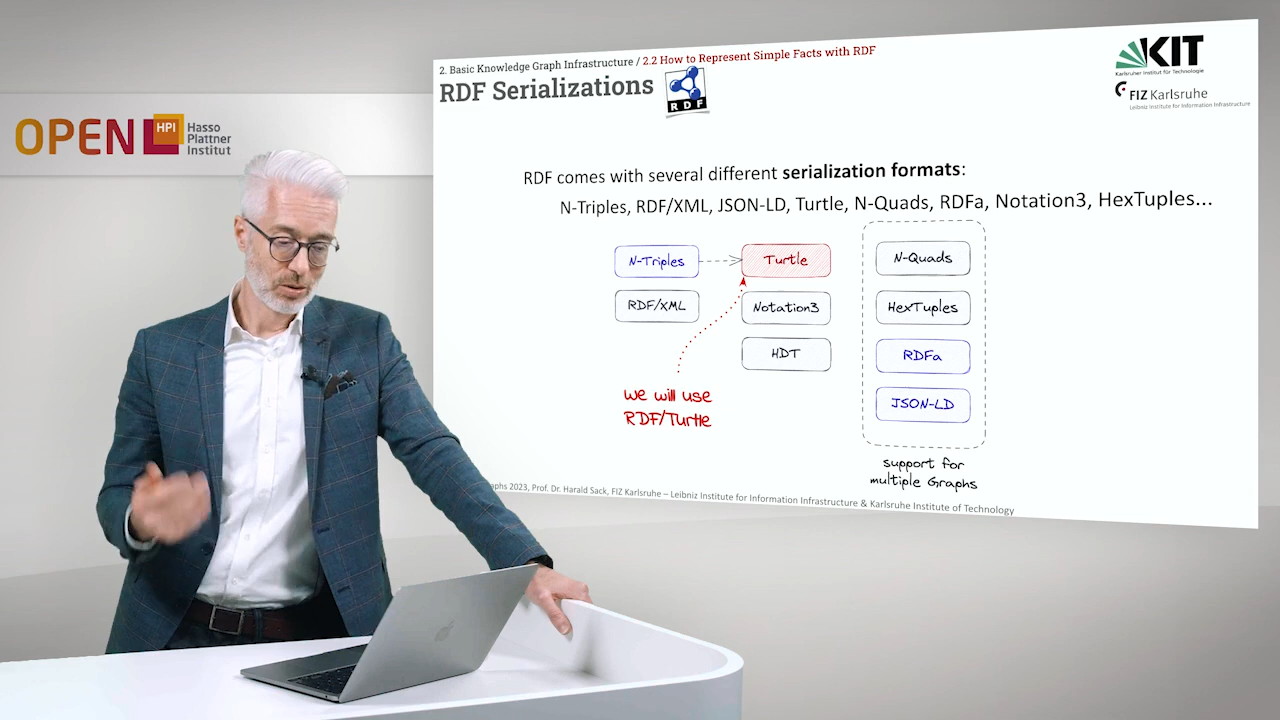 OPEN HPI Hasso
Plattner
Institut
2. Basic Knowledge Graph Infrastructure / 2.2 How to Represent Simple Facts with RDF
RDF Serializations
RDF
KIT
Karlsruher Institut für Technologie
FIZ Karlsruhe
Leibniz Institute for Information Infrastructure
RDF comes with several different serialization formats:
N-Triples, RDF/XML, JSON-LD, Turtle, N-Quads, RDFa, Notation3, HexTuples...
N-Triples
Turtle
N-Quads
RDF/XML
Notation3
HexTuples
HDT
RDFa
we will use
RDF/Turtle
JSON-LD
support for
multiple Graphs
2023, Prof. Dr. Harald Sack, FIZ Karlsruhe – Leibniz Institute for Information Infrastructure & Karlsruhe Institute of Technology